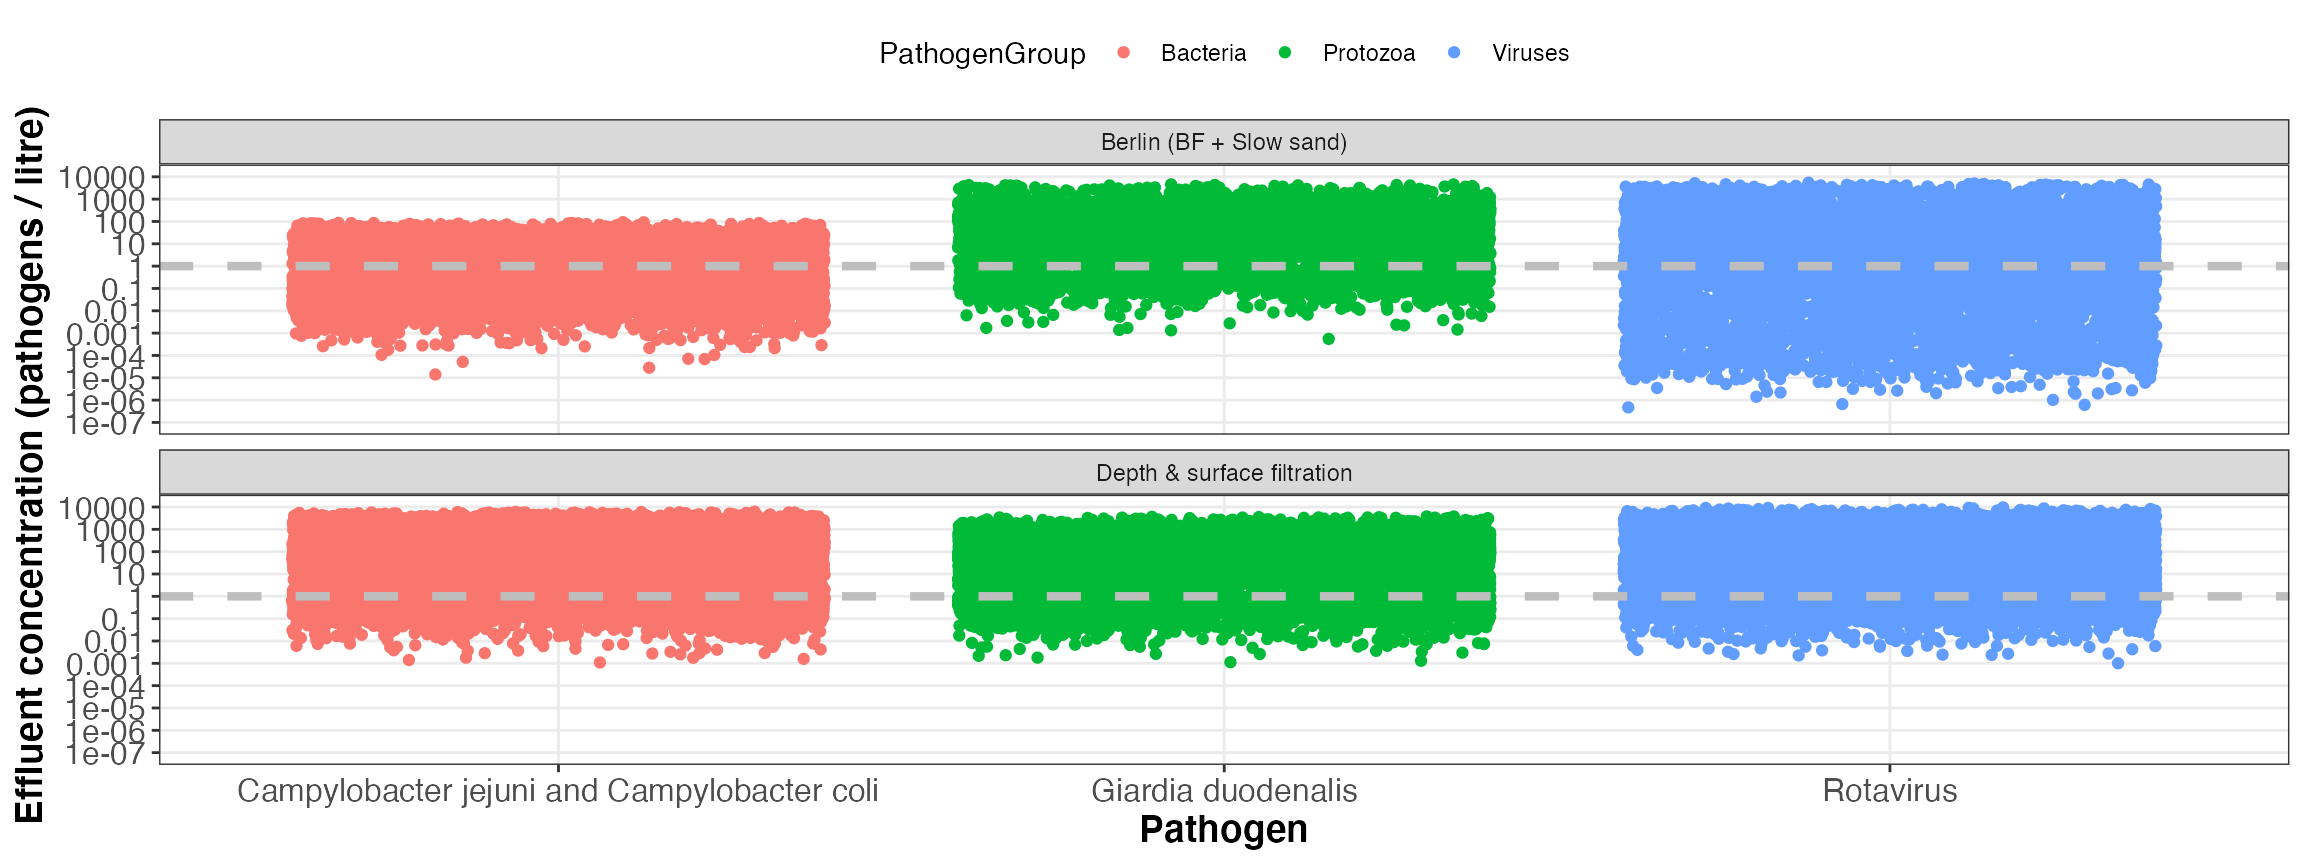 PathogenGroup Bacteria Protozoa Viruses
Effluent concentration (pathogens / litre)
Berlin (BF + Slow sand)
10000
1000
100
10
1
0.1
0.01
0.001
1e-04
1e-05
1e-06
1e-07
Depth & surface filtration
10000
1000
100
10
1
0.1
0.01
0.001
1e-04
1e-05
1e-06
1e-07
Campylobacter jejuni and Campylobacter coli Giardia duodenalis Rotavirus
Pathogen